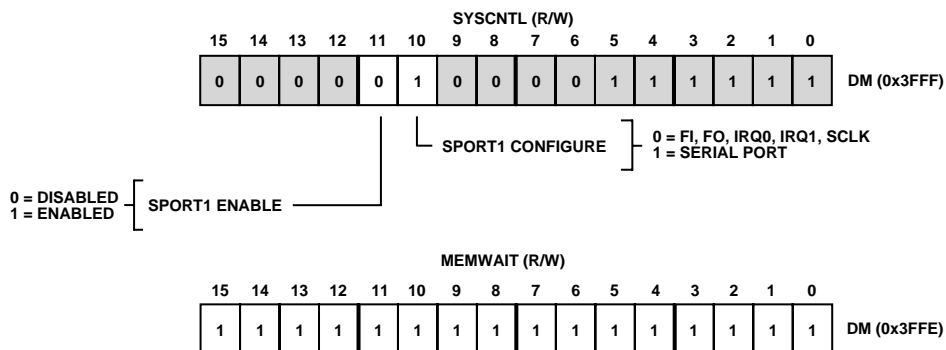 SYSCNTL (R/W)
15 14 13 12 11 10 9 8 7 6 5 4 3 2 1 0
0 0 0 0 0 1 0 0 0 0 1 1 1 1 1 1 DM (0x3FFF)
SPORT1 CONFIGURE
0 = FI, FO, IRQ0, IRQ1, SCLK
1 = SERIAL PORT
0 = DISABLED
1 = ENABLED
SPORT1 ENABLE
MEMWAIT (R/W)
15 14 13 12 11 10 9 8 7 6 5 4 3 2 1 0
1 1 1 1 1 1 1 1 1 1 1 1 1 1 1 1 DM (0x3FFE)